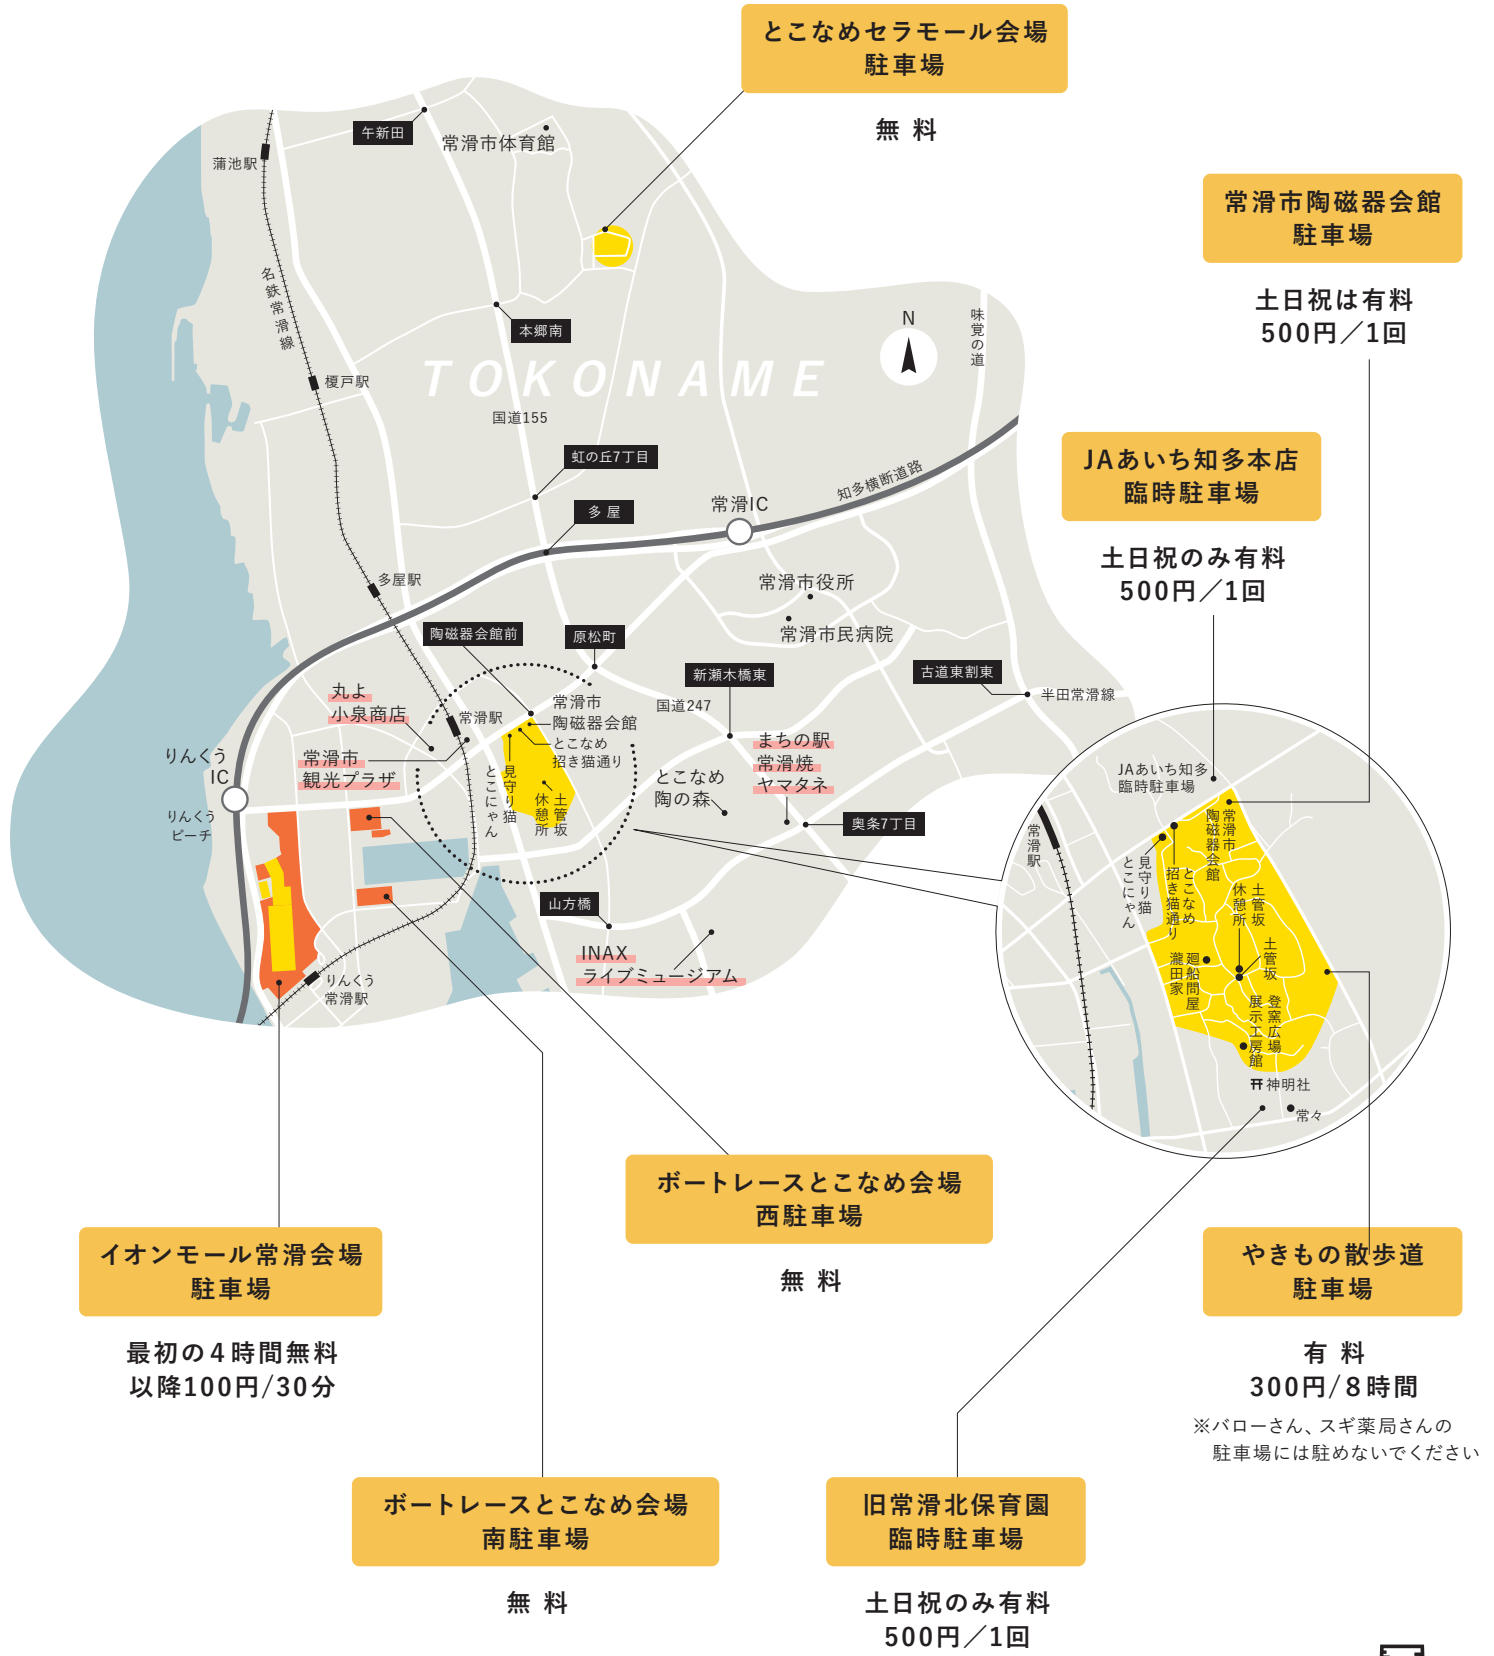 とこなめセラモール会場
駐車場
無 料
常滑市陶磁器会館
駐車場
土日祝は有料
500円／1回
JAあいち知多本店
臨時駐車場
土日祝のみ有料
500円／1回
午新田
常滑市体育館
蒲池駅
名鉄常滑線
本郷南
N
味覚の道
TOKONAME
榎戸駅
国道155
虹の丘7丁目
多 屋
常滑IC
知多横断道路
多屋駅
常滑市役所
常滑市民病院
陶磁器会館前
原松町
新瀬木橋東
古道東割東
半田常滑線
国道247
丸よ
小泉商店
常滑駅
常滑市
陶磁器会館
とこなめ
招き猫通り
常滑市
観光プラザ
りんくう
IC
りんくう
ビーチ
見守り猫
とこにゃん
土管坂
休憩所
とこなめ
陶の森
まちの駅
常滑焼
ヤマタネ
奥条7丁目
山方橋
INAX
ライブミュージアム
りんくう
常滑駅
JAあいち知多
臨時駐車場
常滑駅
常滑市
陶磁器会館
見守り猫
とこにゃん
とこなめ
招き猫通り
土管坂
休憩所
土管坂
廻船問屋
瀧田家
登窯広場
展示工房館
神明社
常々
ボートレースとこなめ会場
西駐車場
無 料
イオンモール常滑会場
駐車場
最初の4時間無料
以降100円/30分
やきもの散歩道
駐車場
有 料
300円/8時間
※バローさん、スギ薬局さんの
駐車場には駐めないでください
ボートレースとこなめ会場
南駐車場
無 料
旧常滑北保育園
臨時駐車場
土日祝のみ有料
500円／1回